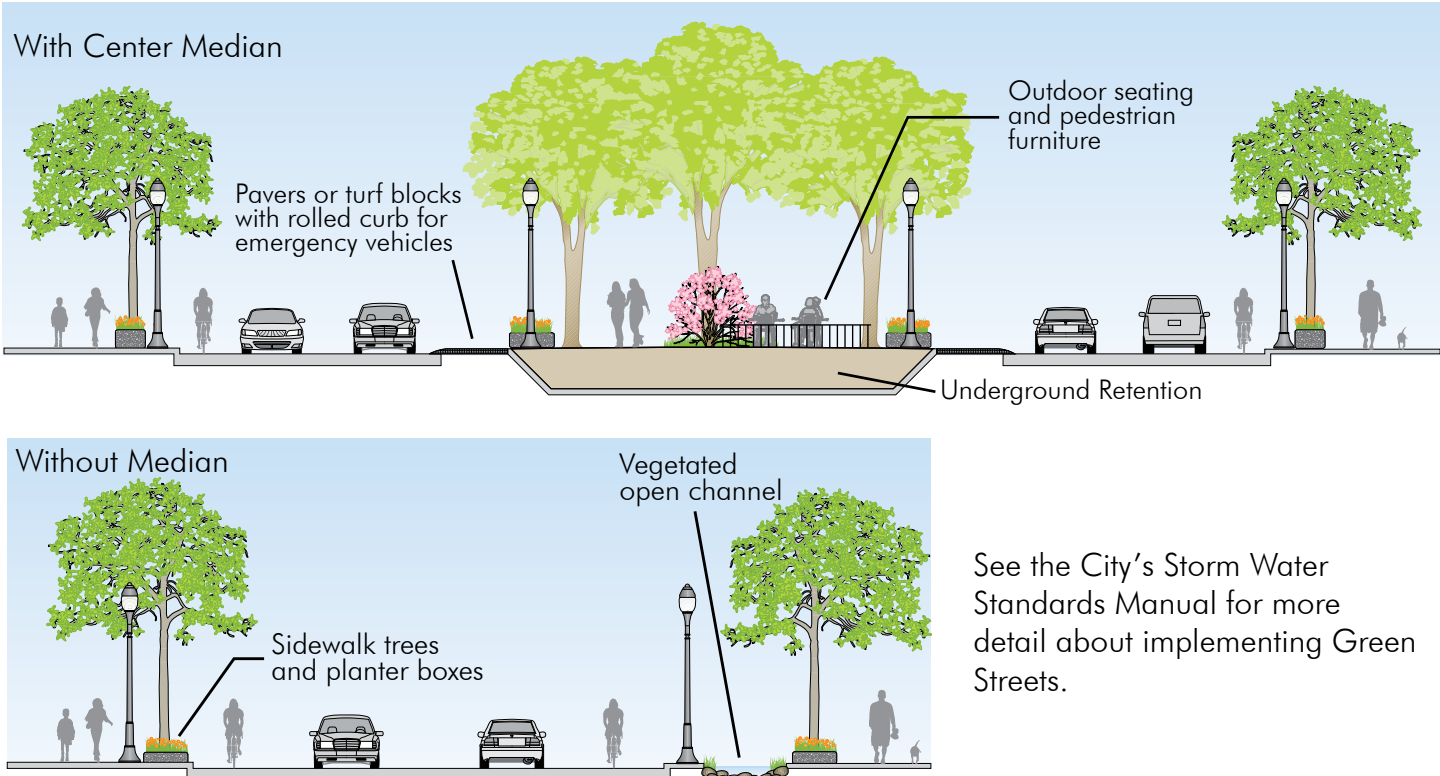 With Center Median
Outdoor seating
and pedestrian
furniture
Pavers or turf blocks
with rolled curb for
emergency vehicles
Underground Retention
Without Median
Vegetated
open channel
Sidewalk trees
and planter boxes
See the City’s Storm Water
Standards Manual for more
detail about implementing Green
Streets.